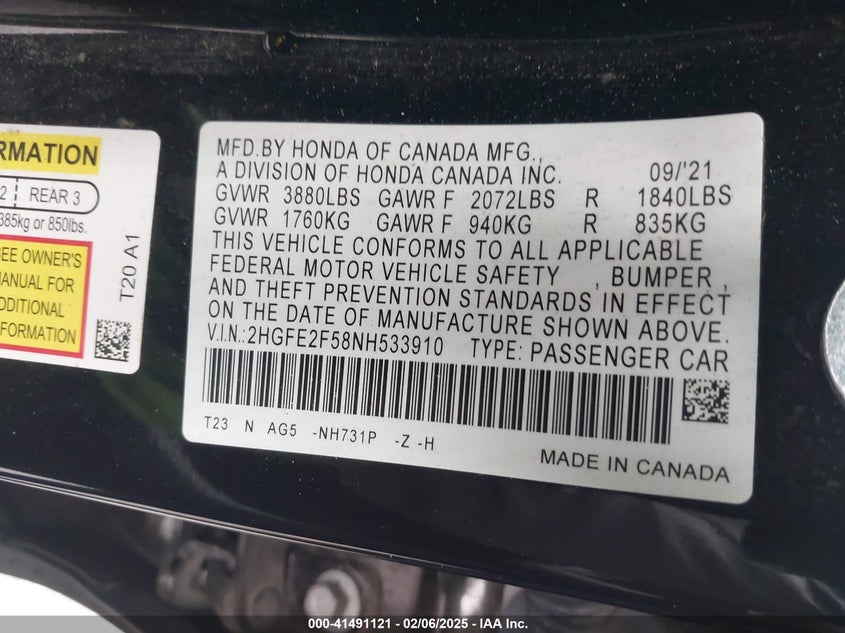 RMATION
2 REAR 3
385kg or 850lbs.
EE OWNER'S
ANUAL FOR
DDITIONAL
FORMATION
T20 A1
MFD.BY HONDA OF CANADA MFG.,
A DIVISION OF HONDA CANADA INC. 09/'21
GVWR 3880LBS GAWR F 2072LBS R 1840LBS
GVWR 1760KG GAWR F 940KG R 835KG
THIS VEHICLE CONFORMS TO ALL APPLICABLE
FEDERAL MOTOR VEHICLE SAFETY , BUMPER ,
AND THEFT PREVENTION STANDARDS IN EFFECT
ON THE DATE OF MANUFACTURE SHOWN ABOVE.
V.I.N.:2HGFE2F58NH533910 TYPE: PASSENGER CAR
T23 N AG5 -NH731P -Z -H
MADE IN CANADA
000-41491121 - 02/06/2025 - IAA Inc.